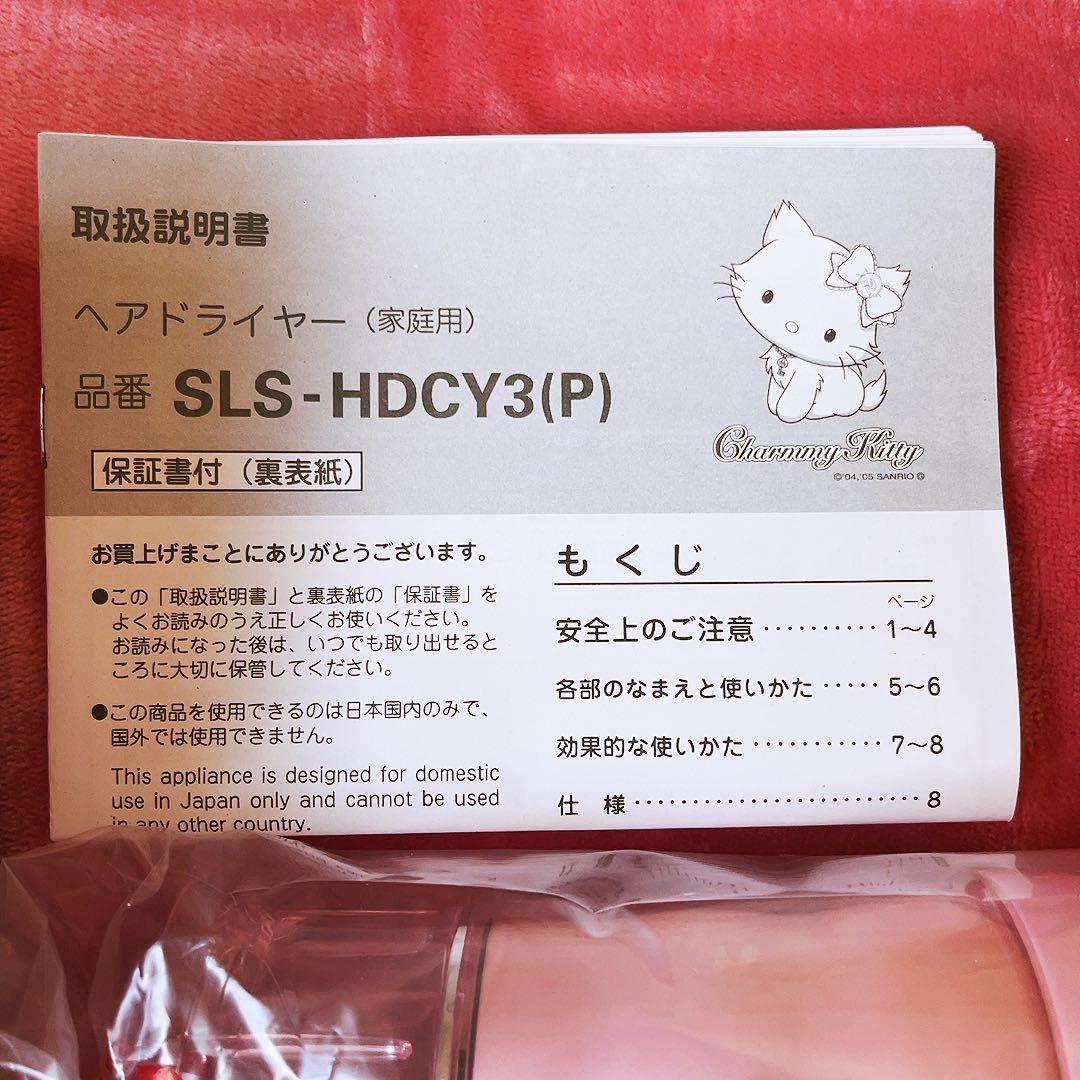 取扱説明書
ヘアドライヤー（家庭用）
品番 SLS-HDCY3(P)
保証書付（裏表紙）
Charmmy Kitty
©'04,'05 SANRIO Ⓖ
お買上げまことにありがとうございます。
●この「取扱説明書」と裏表紙の「保証書」を
よくお読みのうえ正しくお使いください。
お読みになった後は、いつでも取り出せると
ころに大切に保管してください。
●この商品を使用できるのは日本国内のみで、
国外では使用できません。
This appliance is designed for domestic
use in Japan only and cannot be used
in any other country.
もくじ
ページ
安全上のご注意 ·········· 1〜4
各部のなまえと使いかた ····· 5〜6
効果的な使いかた ··········· 7〜8
仕 様 ························· 8